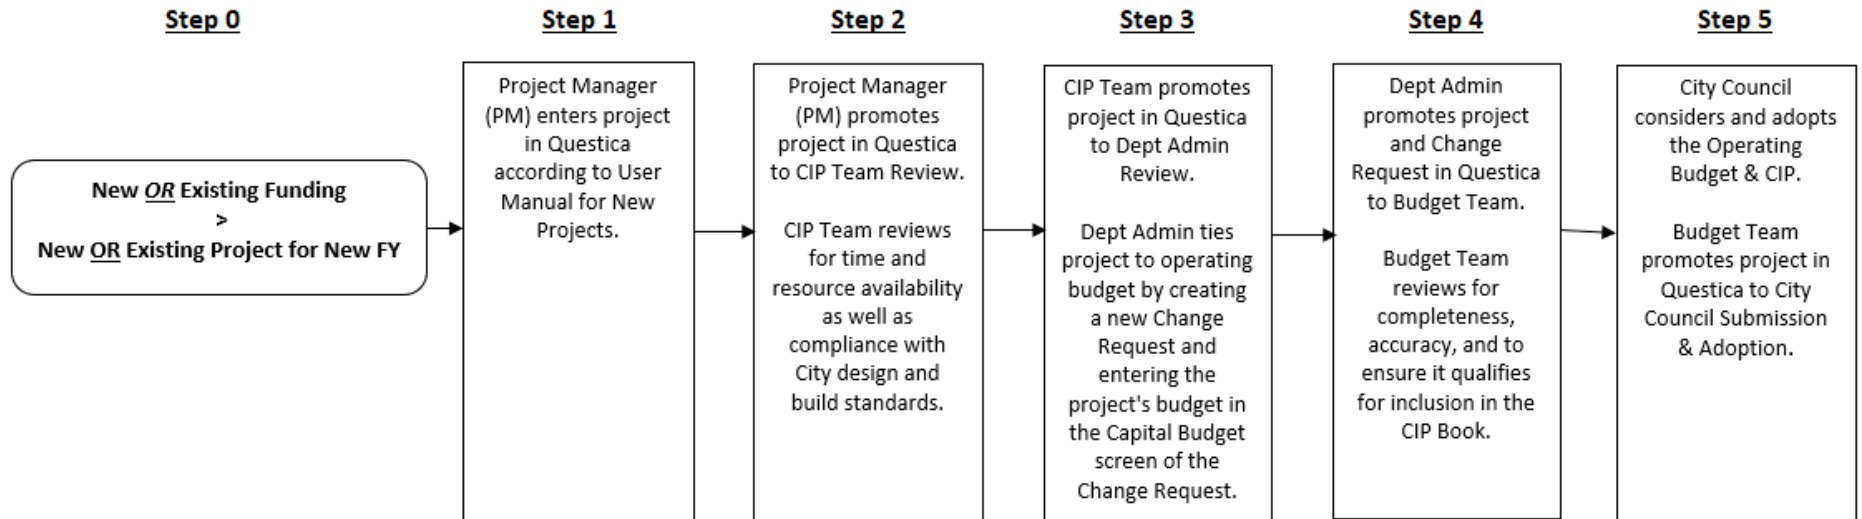 Step 0
New OR Existing Funding
>
New OR Existing Project for New FY
Step 1
Project Manager
(PM) enters project
in Questica
according to User
Manual for New
Projects.
Step 2
Project Manager
(PM) promotes
project in Questica
to CIP Team Review.
CIP Team reviews
for time and
resource availability
as well as
compliance with
City design and
build standards.
Step 3
CIP Team promotes
project in Questica
to Dept Admin
Review.
Dept Admin ties
project to operating
budget by creating
a new Change
Request and
entering the
project's budget in
the Capital Budget
screen of the
Change Request.
Step 4
Dept Admin
promotes project
and Change
Request in Questica
to Budget Team.
Budget Team
reviews for
completeness,
accuracy, and to
ensure it qualifies
for inclusion in the
CIP Book.
Step 5
City Council
considers and adopts
the Operating
Budget & CIP.
Budget Team
promotes project in
Questica to City
Council Submission
& Adoption.